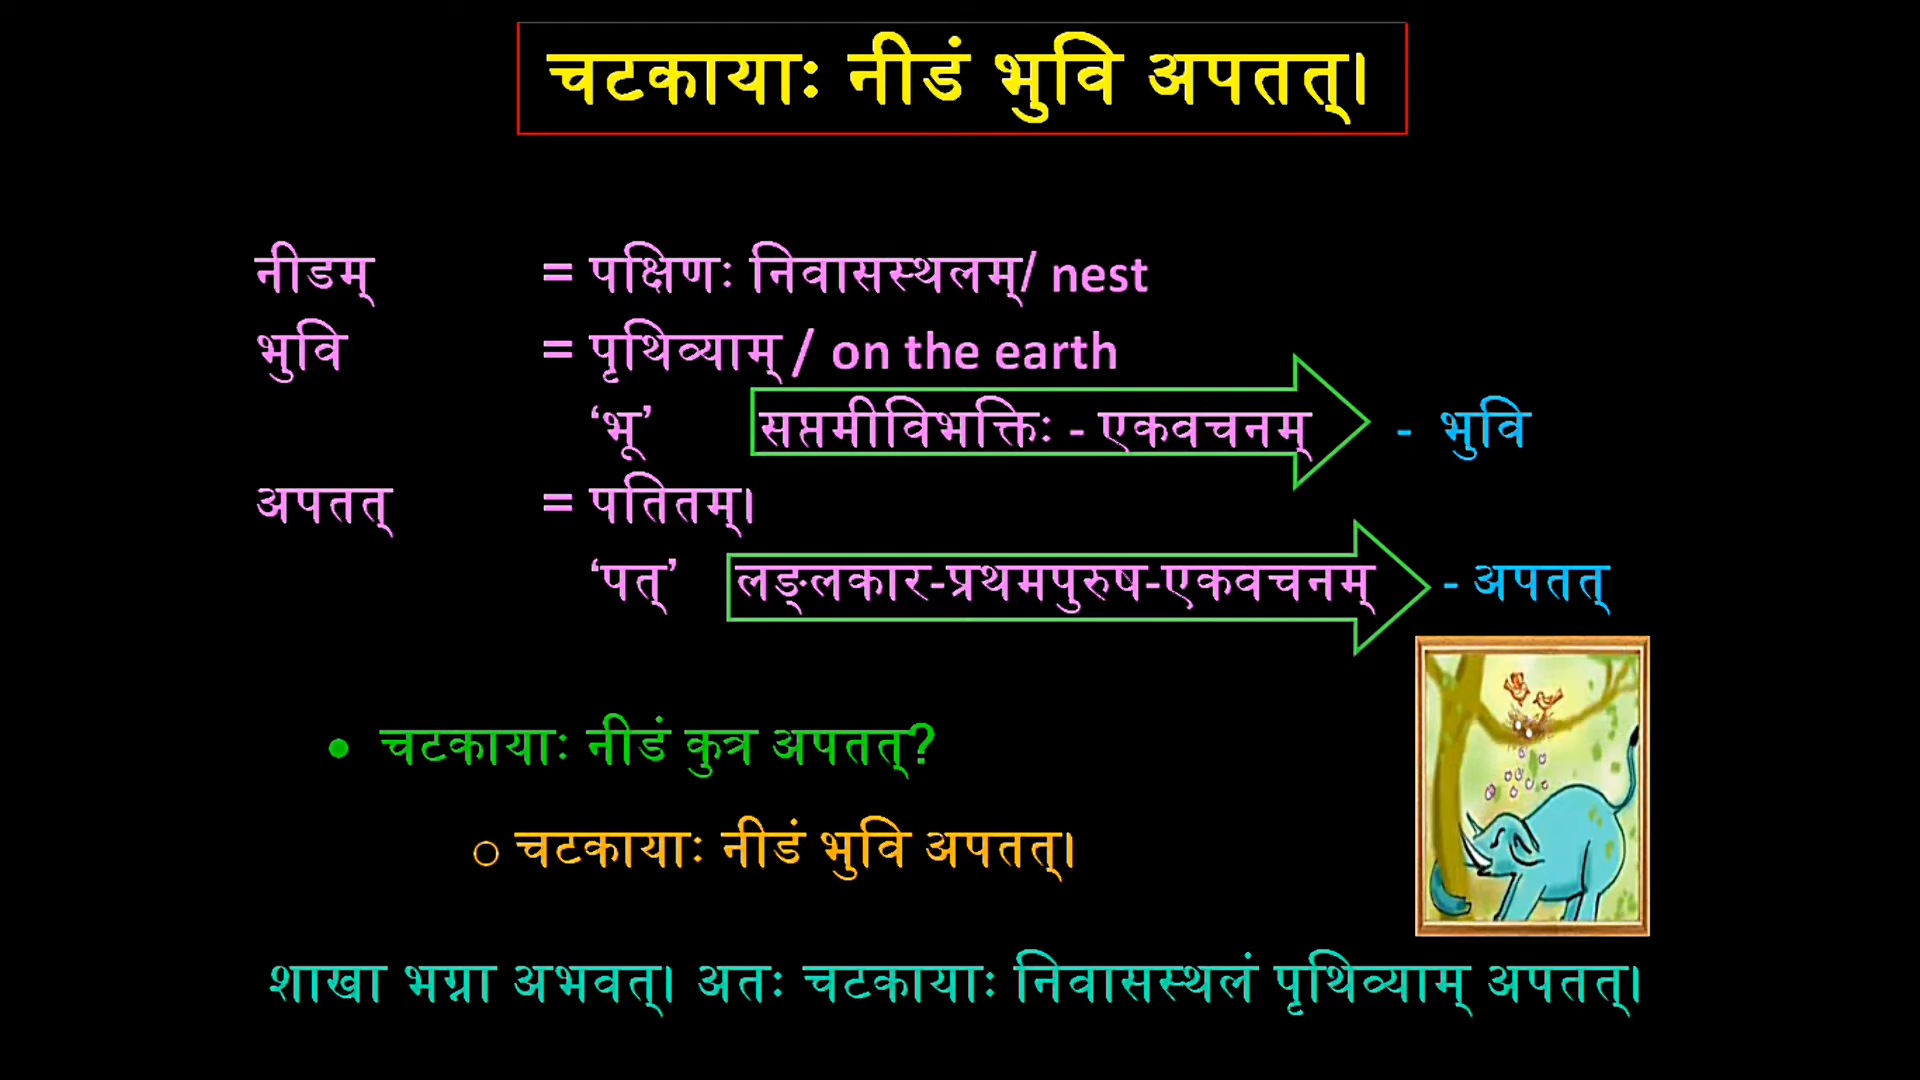 चटकायाः नीडं भुवि अपतत्।
नीडम् = पक्षिणः निवासस्थलम्/ nest
भुवि = पृथिव्याम् / on the earth
‘भू’ सप्तमीविभक्तिः - एकवचनम् - भुवि
अपतत् = पतितम्।
‘पत्’ लङ्लकार-प्रथमपुरुष-एकवचनम् - अपतत्
• चटकायाः नीडं कुत्र अपतत्?
○ चटकायाः नीडं भुवि अपतत्।
शाखा भग्ना अभवत्। अतः चटकायाः निवासस्थलं पृथिव्याम् अपतत्।